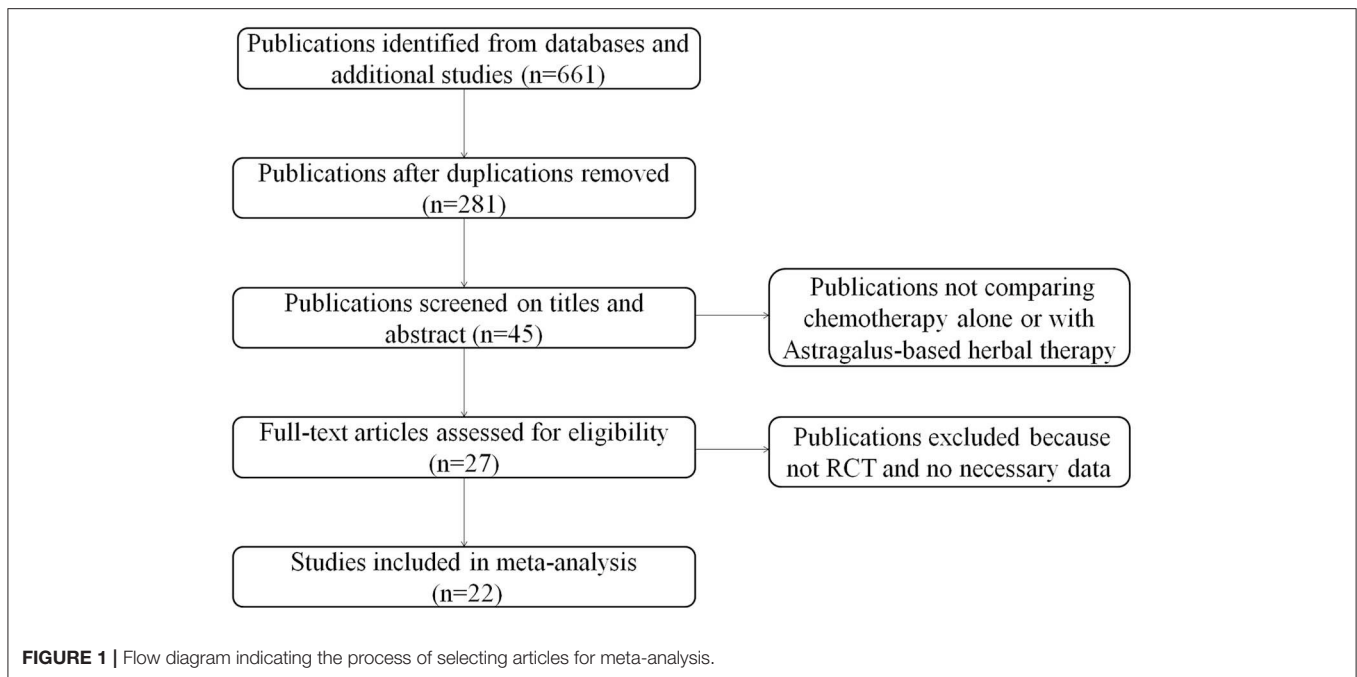 Publications identified from databases and
additional studies (n=661)
Publications after duplications removed
(n=281)
Publications screened on titles and
abstract (n=45)
Publications not comparing
chemotherapy alone or with
Astragalus-based herbal therapy
Full-text articles assessed for eligibility
(n=27)
Publications excluded because
not RCT and no necessary data
Studies included in meta-analysis
(n=22)
FIGURE 1 | Flow diagram indicating the process of selecting articles for meta-analysis.